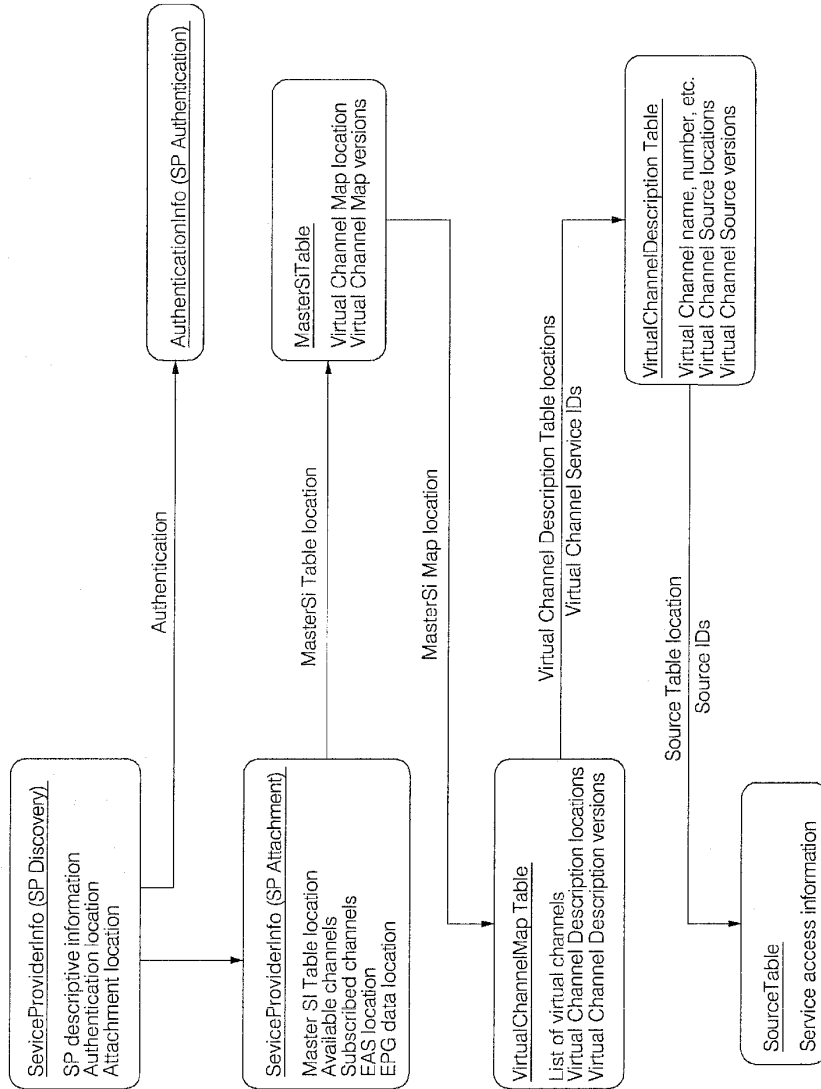 SeviceProviderInfo (SP Discovery)
SP descriptive information
Authentication location
Attachment location
Authentication
AuthenticationInfo (SP Authentication)
ServiceProviderInfo (SP Attachment)
Master SI Table location
Available channels
Subscribed channels
EAS location
EPG data location
MasterSi Table location
MasterSiTable
Virtual Channel Map location
Virtual Channel Map versions
MasterSi Map location
VirtualChannelMap Table
List of virtual channels
Virtual Channel Description locations
Virtual Channel Description versions
Virtual Channel Description Table locations
Virtual Channel Service IDs
VirtualChannelDescription Table
Virtual Channel name, number, etc.
Virtual Channel Source locations
Virtual Channel Source versions
Source Table location
Source IDs
SourceTable
Service access information